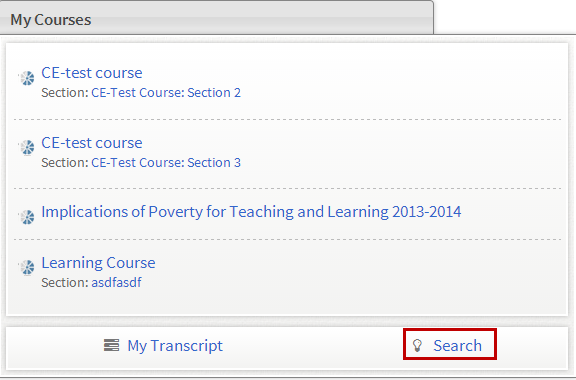 My Courses
CE-test course
Section: CE-Test Course: Section 2
CE-test course
Section: CE-Test Course: Section 3
Implications of Poverty for Teaching and Learning 2013-2014
Learning Course
Section: asdfasdf
My Transcript Search